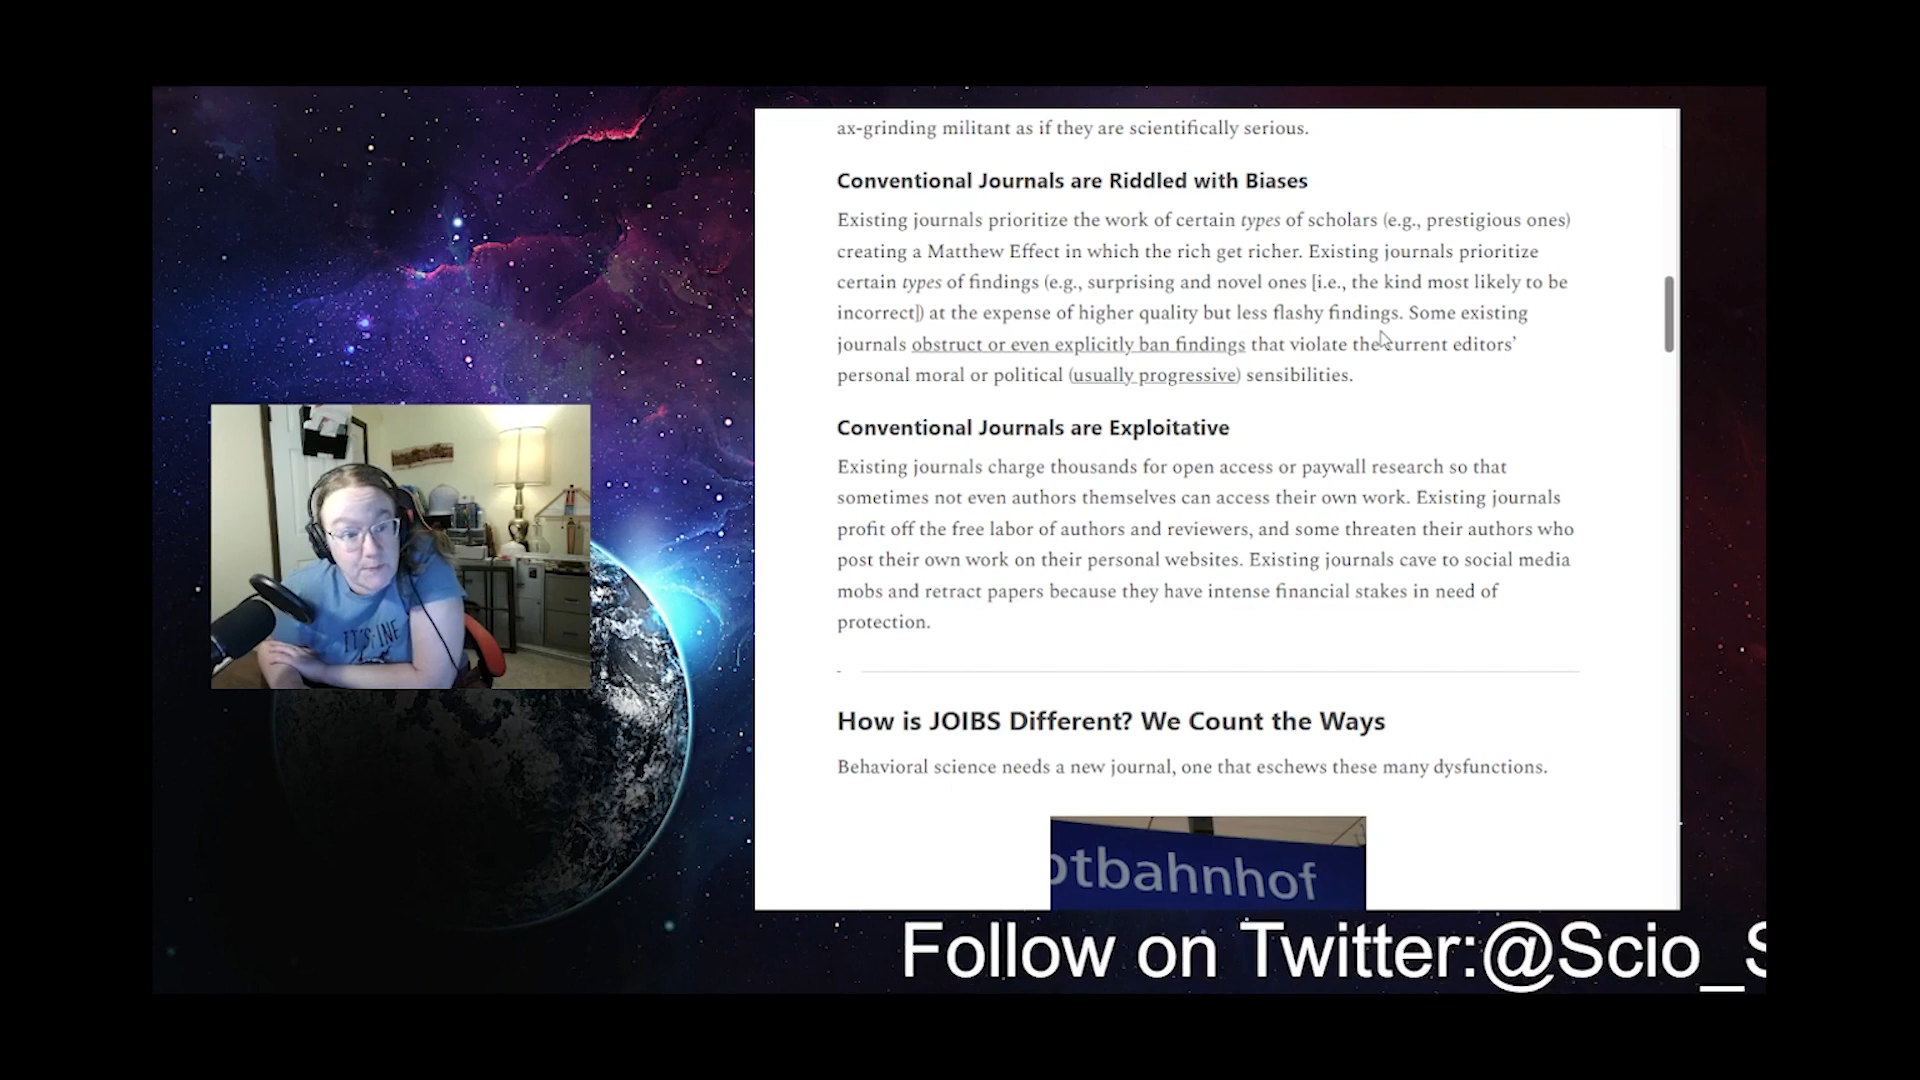 ax-grinding militant as if they are scientifically serious.
Conventional Journals are Riddled with Biases
Existing journals prioritize the work of certain types of scholars (e.g., prestigious ones)
creating a Matthew Effect in which the rich get richer. Existing journals prioritize
certain types of findings (e.g., surprising and novel ones [i.e., the kind most likely to be
incorrect]) at the expense of higher quality but less flashy findings. Some existing
journals obstruct or even explicitly ban findings that violate the current editors’
personal moral or political (usually progressive) sensibilities.
Conventional Journals are Exploitative
Existing journals charge thousands for open access or paywall research so that
sometimes not even authors themselves can access their own work. Existing journals
profit off the free labor of authors and reviewers, and some threaten their authors who
post their own work on their personal websites. Existing journals cave to social media
mobs and retract papers because they have intense financial stakes in need of
protection.
How is JOIBS Different? We Count the Ways
Behavioral science needs a new journal, one that eschews these many dysfunctions.
otbahnhof
IT'S
Follow on Twitter:@Scio_S